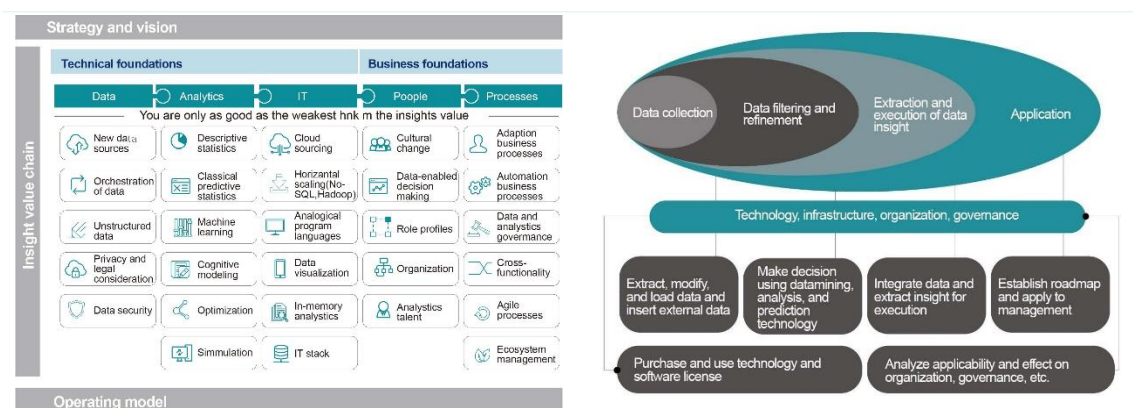 Strategy and vision
Insight value chain
Technical foundations
Business foundations
Data
Analytics
IT
Poople
Processes
You are only as good as the weakest hnk m the insights value
New data
sources
Orchestration
of data
Unstructured
data
Privacy and
legal
consideration
Data security
Descriptive
statistics
Classical
predictive
statistics
Machine
learning
Cognitive
modeling
Optimization
Simmulation
Cloud
sourcing
Horizantal
scaling(No-
SQL,Hadoop)
Analogical
program
languages
Data
visualization
In-memory
analytics
IT stack
Cultural
change
Data-enabled
decision
making
Role profiles
Organization
Analystics
talent
Adaption
business
processes
Automation
business
processes
Data and
analytics
governance
Cross-
functionality
Agile
processes
Ecosystem
management
Operating model
Data collection
Data filtering and
refinement
Extraction and
execution of data
insight
Application
Technology, infrastructure, organization, governance
Extract, modify,
and load data and
insert external data
Make decision
using datamining,
analysis, and
prediction
technology
Integrate data and
extract insight for
execution
Establish roadmap
and apply to
management
Purchase and use technology and
software license
Analyze applicability and effect on
organization, governance, etc.